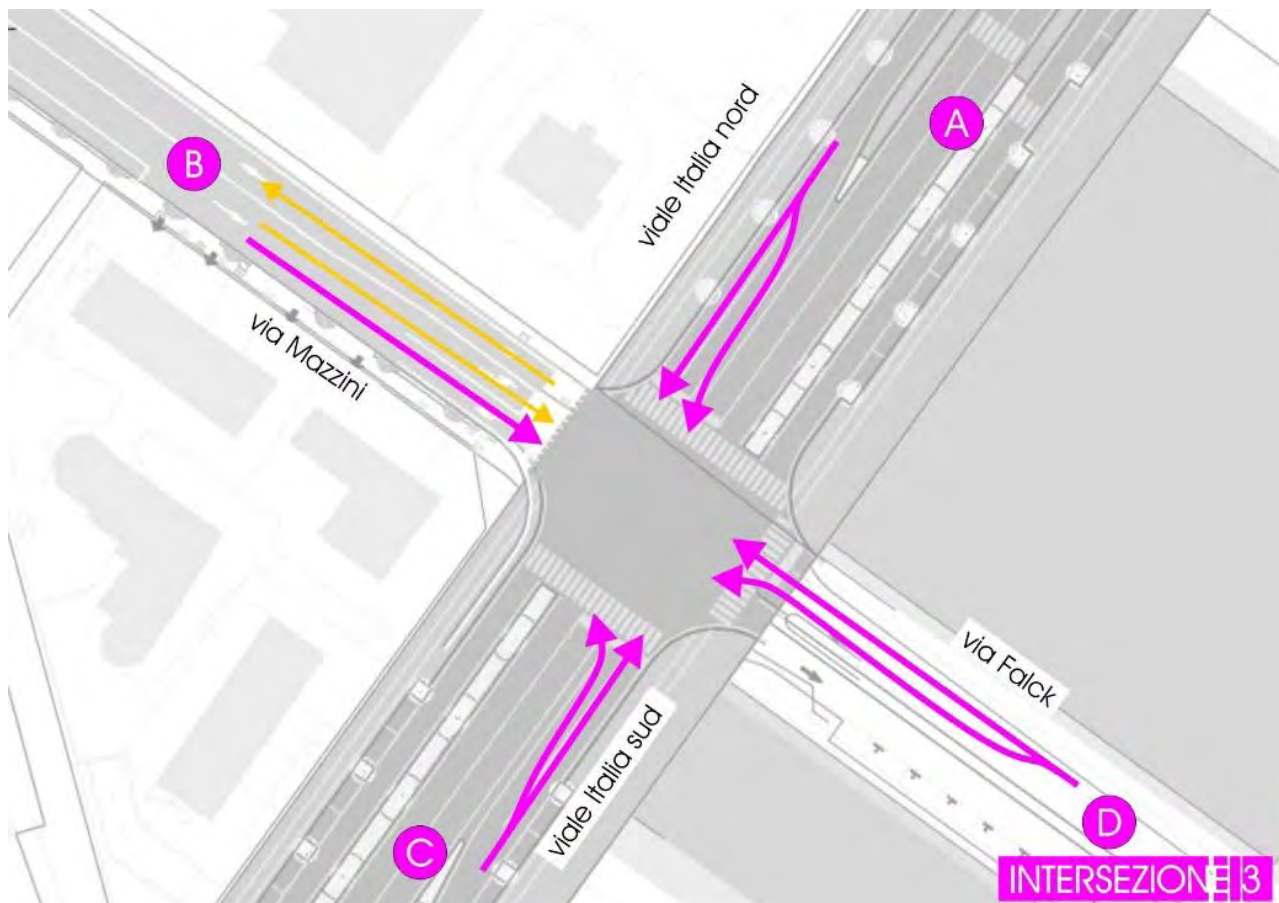 A
viale Italia nord
B
via Mazzini
via Falck
viale Italia sud
C
D
INTERSEZIONE 3